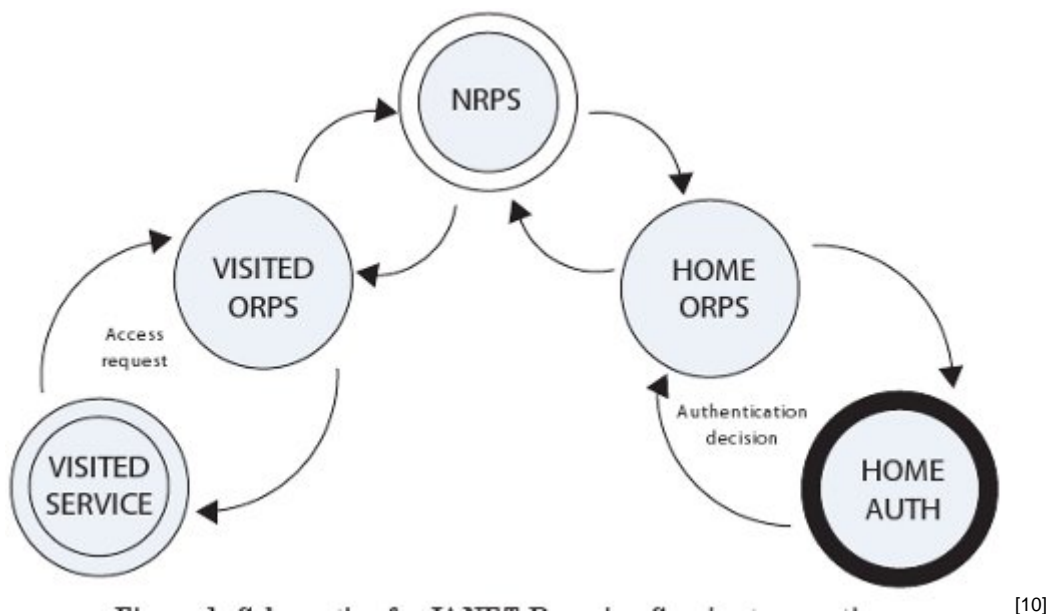 NRPS
VISITED
ORPS
HOME
ORPS
Access
request
Authentication
decision
VISITED
SERVICE
HOME
AUTH
[10]